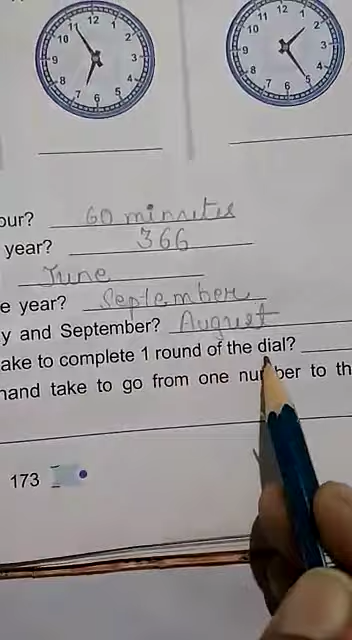 12 1 2 3 4 5 6 7 8 9 10 11
11 12 1 2 3 4 5 6 7 8 9 10
our? 60 minutes
year? 366
June
e year? September
y and September? August
ake to complete 1 round of the dial?
hand take to go from one number to th
173